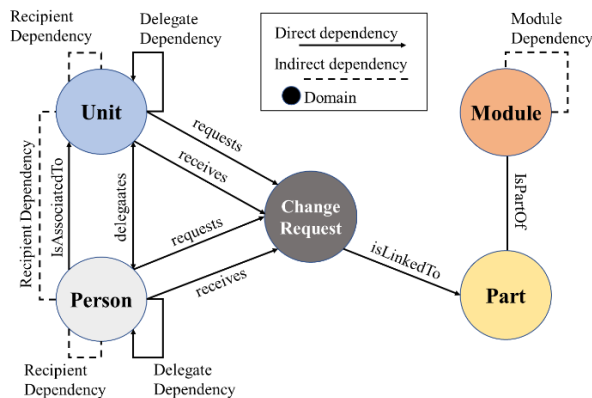 Recipient
Dependency
Delegate
Dependency
Direct dependency
Indirect dependency
Domain
Module
Dependency
Unit
requests
receives
Module
Recipient Dependency
IsAssociatedTo
delegaates
Change
Request
IsPartOf
requests
receives
isLinkedTo
Person
Part
Recipient
Dependency
Delegate
Dependency